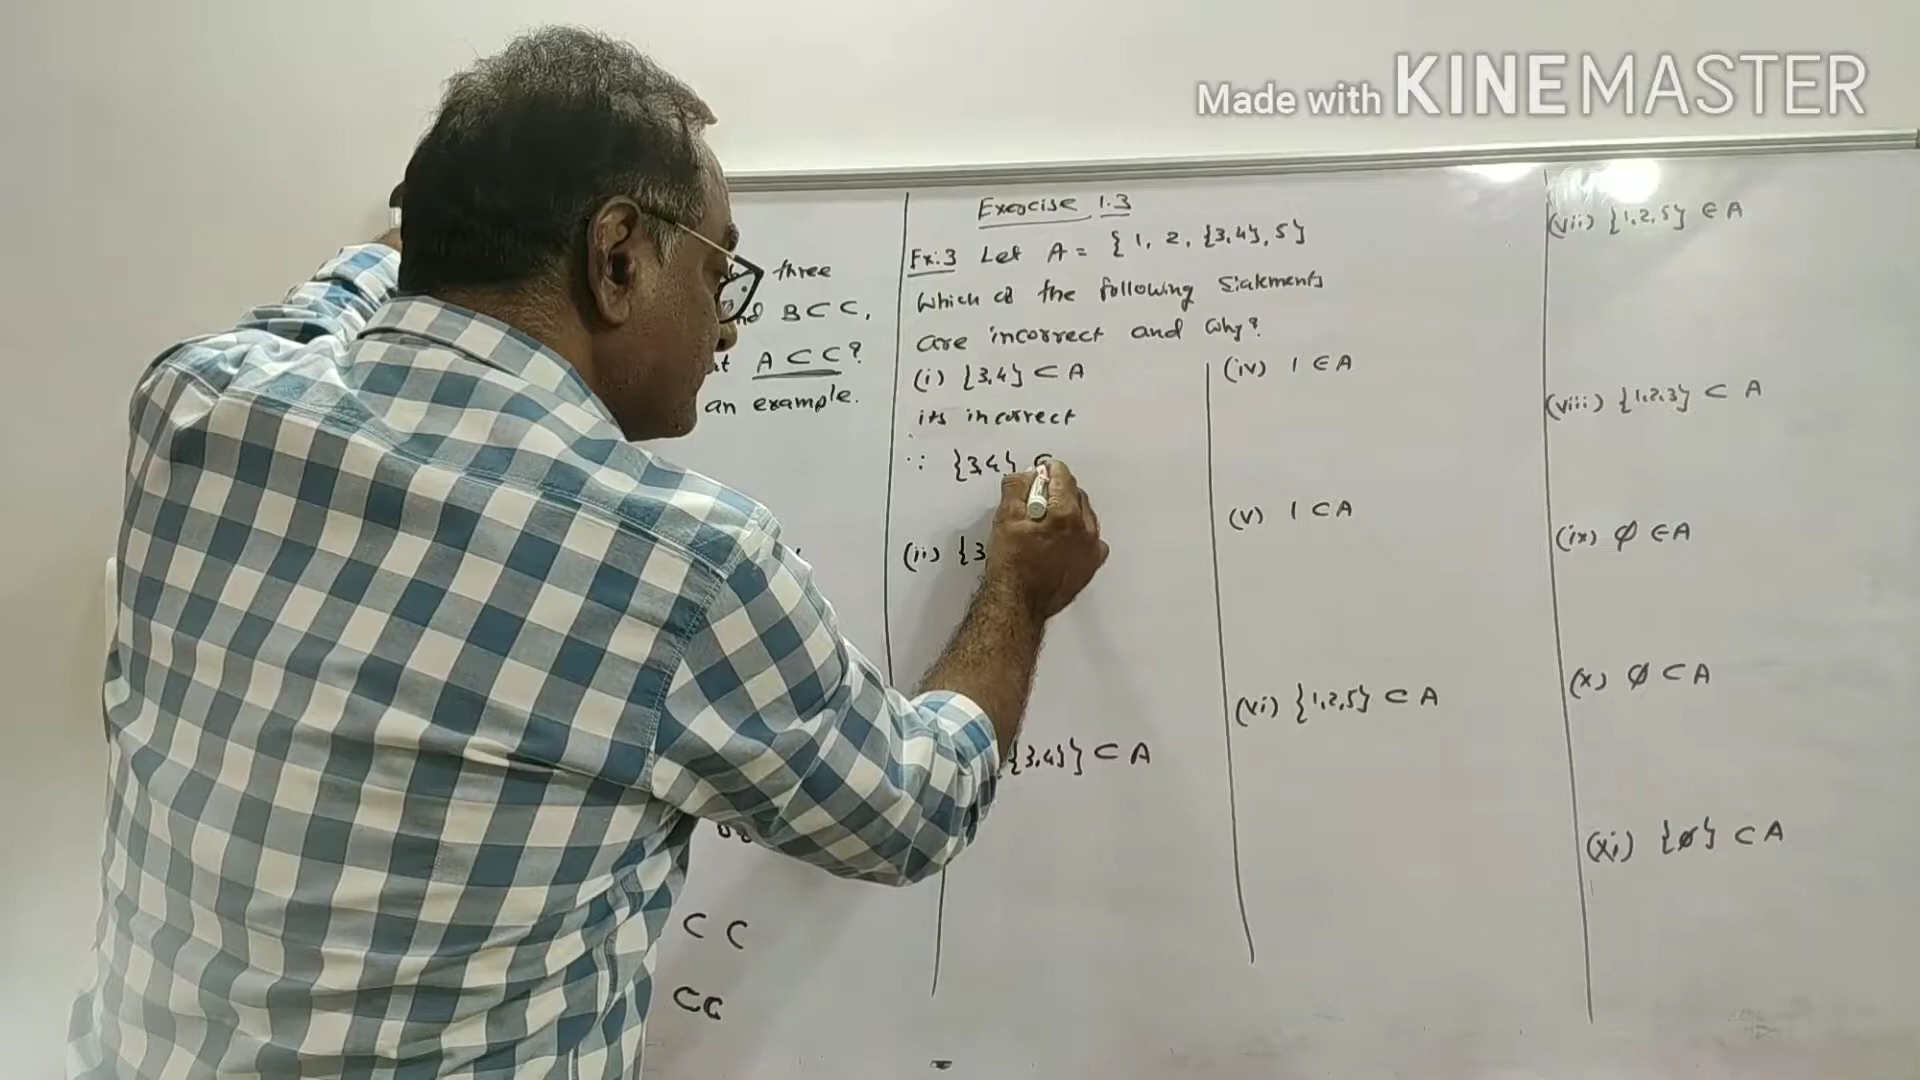 Made with KINEMASTER
three
B ⊂ C,
A ⊂ C?
an example.
⊂ C
⊂ C
Exercise 1.3
Ex:3 Let A = { 1, 2, {3,4}, 5}
Which of the following statements
are incorrect and why?
(i) {3,4} ⊂ A
its incorrect
∵ {3,4}
(ii) {3
{3,4}} ⊂ A
(iv) 1 ∈ A
(v) 1 ⊂ A
(vi) {1,2,5} ⊂ A
(vii) {1,2,5} ∈ A
(viii) {1,2,3} ⊂ A
(ix) φ ∈ A
(x) φ ⊂ A
(xi) {φ} ⊂ A